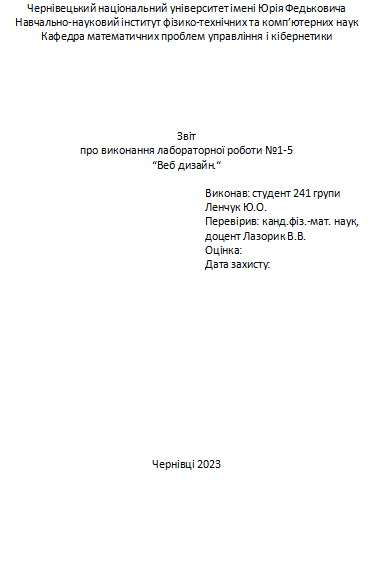 Чернівецький національний університет імені Юрія Федьковича
Навчально-науковий інститут фізико-технічних та комп’ютерних наук
Кафедра математичних проблем управління і кібернетики
Звіт
про виконання лабораторної роботи №1-5
“Веб дизайн.“
Виконав: студент 241 групи
Ленчук Ю.О.
Перевірив: канд.фіз.-мат. наук,
доцент Лазорик В.В.
Оцінка:
Дата захисту:
Чернівці 2023